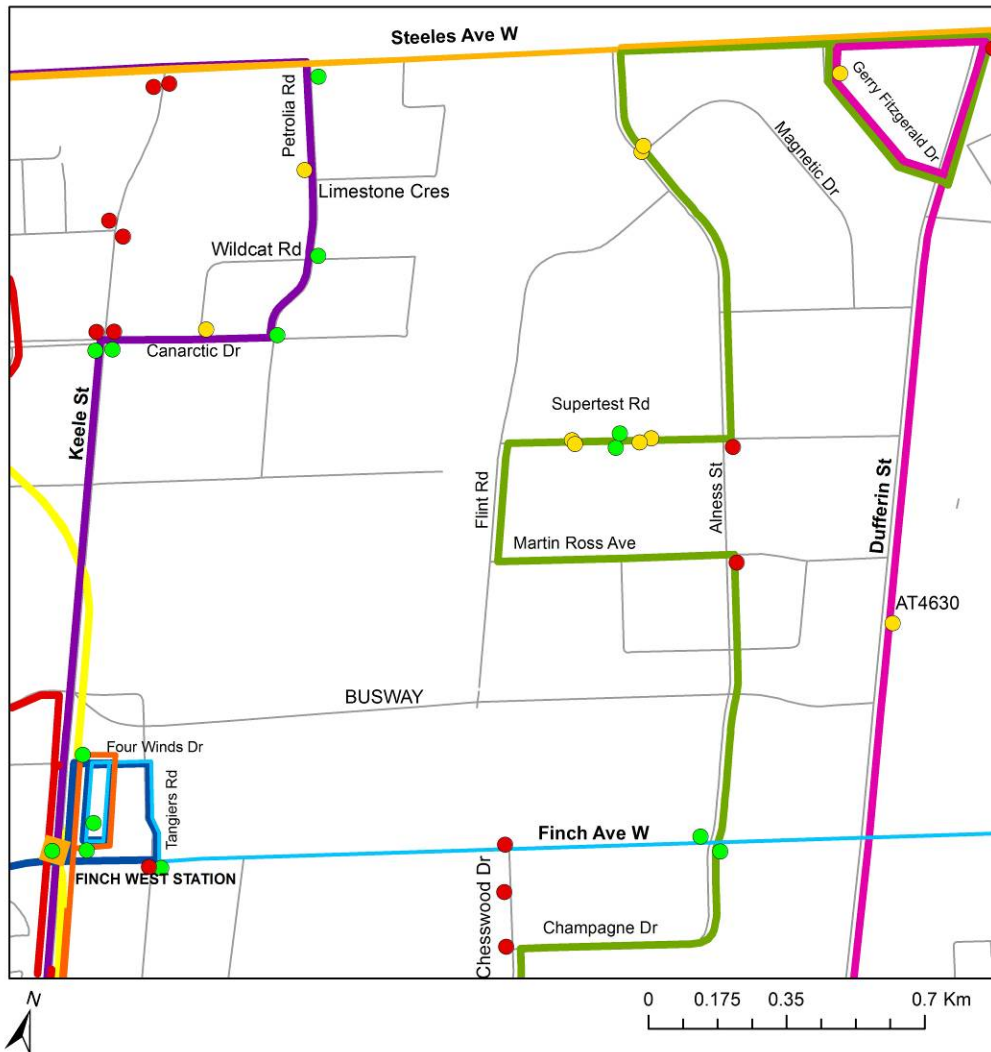 Steeles Ave W
Petrolia Rd
Gerry Fitzgerald Dr
Magnetic Dr
Limestone Cres
Wildcat Rd
Canarctic Dr
Keele St
Supertest Rd
Flint Rd
Alness St
Dufferin St
Martin Ross Ave
AT4630
BUSWAY
Four Winds Dr
Tangiers Rd
Finch Ave W
FINCH WEST STATION
Chesswood Dr
Champagne Dr
N
0 0.175 0.35 0.7 Km